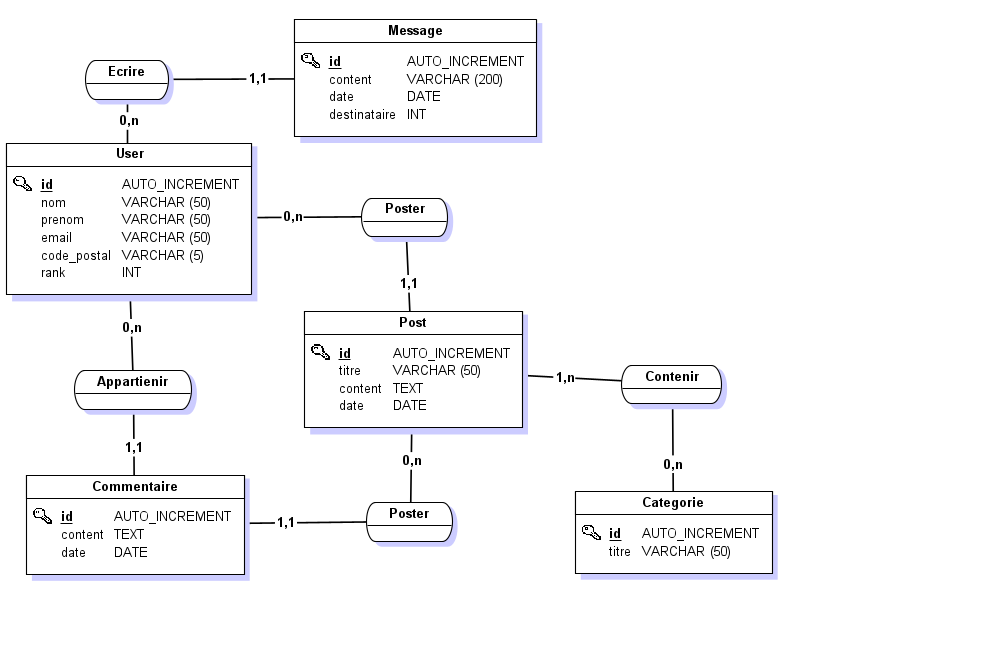 Message
id AUTO_INCREMENT
content VARCHAR (200)
date DATE
destinataire INT
Ecrire
1,1
0,n
User
id AUTO_INCREMENT
nom VARCHAR (50)
prenom VARCHAR (50)
email VARCHAR (50)
code_postal VARCHAR (5)
rank INT
0,n
Poster
1,1
0,n
Post
id AUTO_INCREMENT
titre VARCHAR (50)
content TEXT
date DATE
1,n
Contenir
Appartienir
1,1
0,n
0,n
Commentaire
id AUTO_INCREMENT
content TEXT
date DATE
1,1
Poster
Categorie
id AUTO_INCREMENT
titre VARCHAR (50)